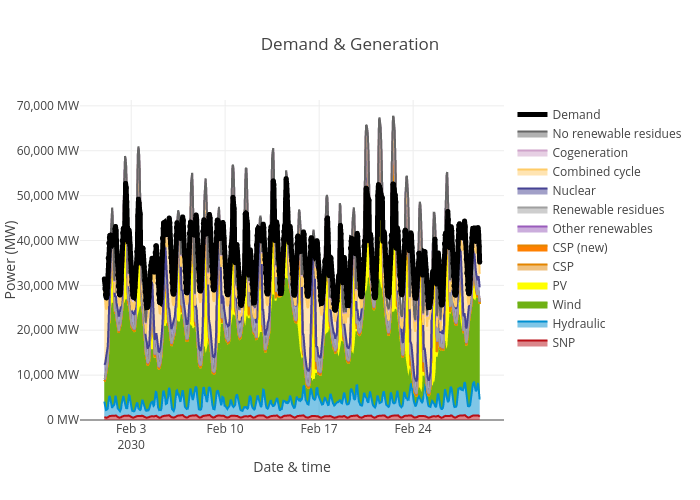 Demand & Generation
70,000 MW
60,000 MW
50,000 MW
40,000 MW
30,000 MW
20,000 MW
10,000 MW
0 MW
Power (MW)
Feb 3
2030
Feb 10
Feb 17
Feb 24
Date & time
Demand
No renewable residues
Cogeneration
Combined cycle
Nuclear
Renewable residues
Other renewables
CSP (new)
CSP
PV
Wind
Hydraulic
SNP